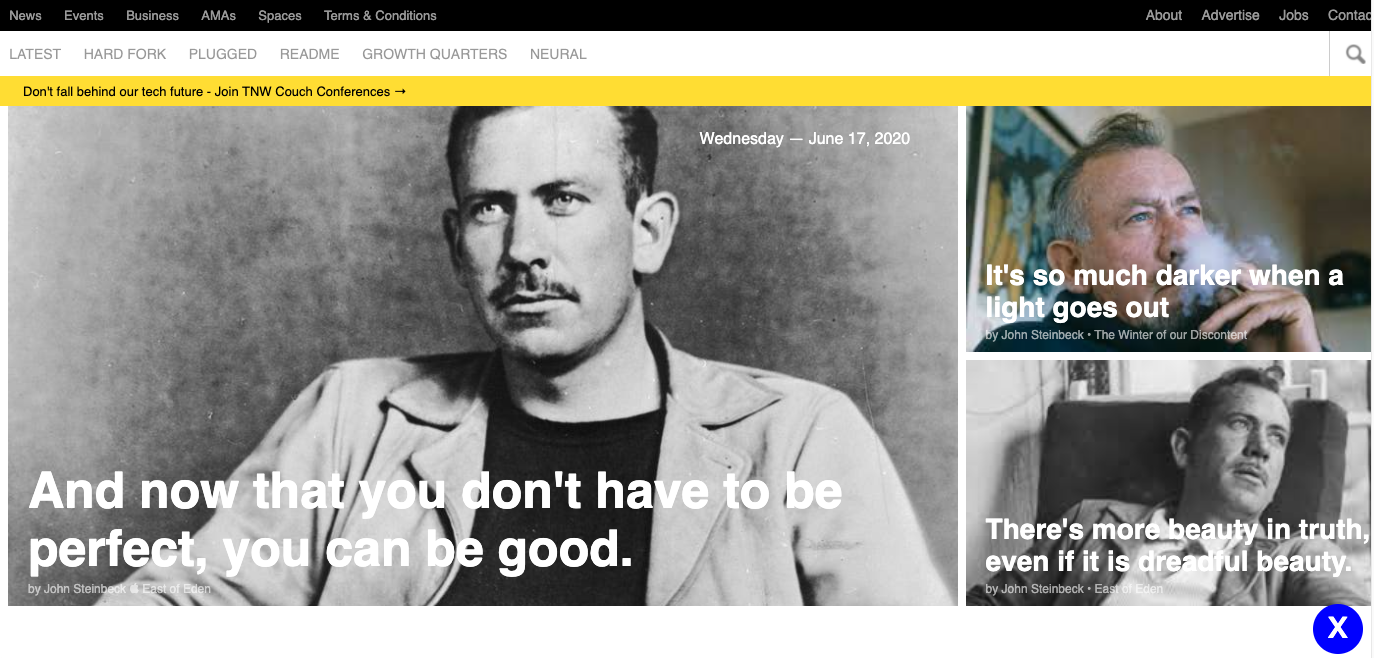 News Events Business AMAs Spaces Terms & Conditions About Advertise Jobs Contac
LATEST HARD FORK PLUGGED README GROWTH QUARTERS NEURAL
Don't fall behind our tech future - Join TNW Couch Conferences →
Wednesday — June 17, 2020
And now that you don't have to be
perfect, you can be good.
by John Steinbeck East of Eden
It's so much darker when a
light goes out
by John Steinbeck • The Winter of our Discontent
There's more beauty in truth,
even if it is dreadful beauty.
by John Steinbeck • East of Eden
X